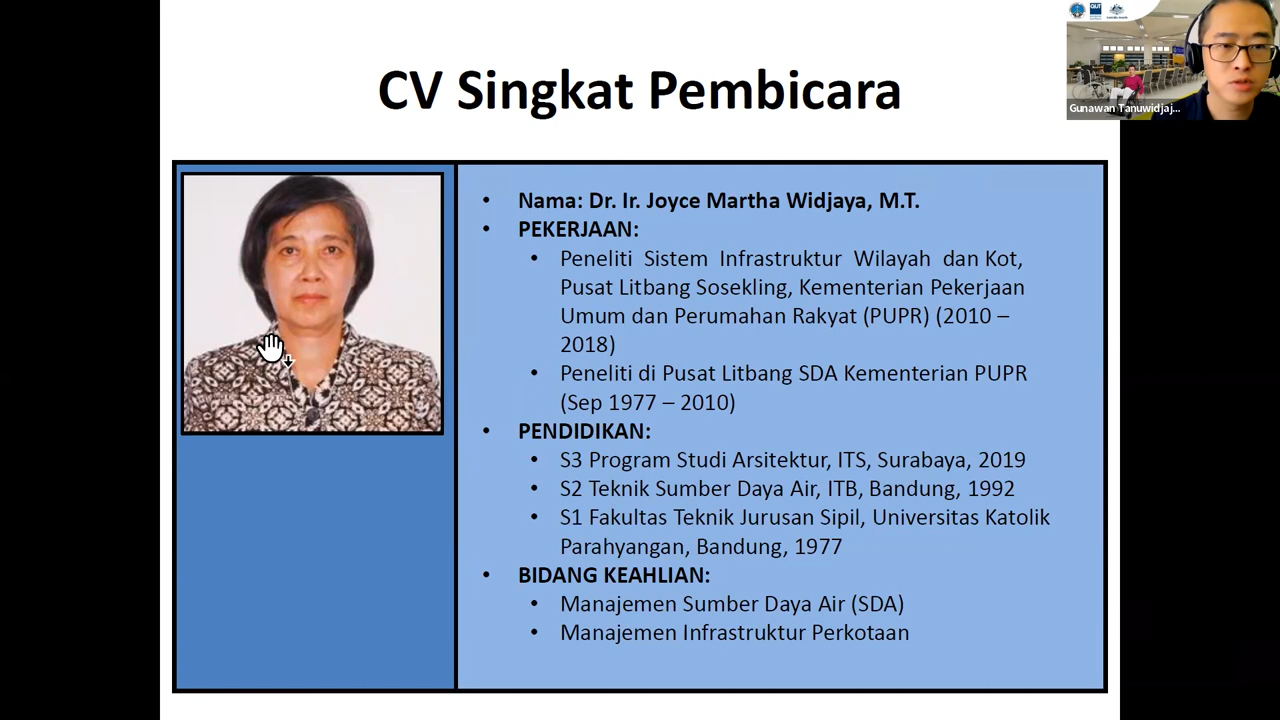 CV Singkat Pembicara
Gunawan Tanuwidjaj...
• Nama: Dr. Ir. Joyce Martha Widjaya, M.T.
• PEKERJAAN:
• Peneliti Sistem Infrastruktur Wilayah dan Kot,
Pusat Litbang Sosekling, Kementerian Pekerjaan
Umum dan Perumahan Rakyat (PUPR) (2010 –
2018)
• Peneliti di Pusat Litbang SDA Kementerian PUPR
(Sep 1977 – 2010)
• PENDIDIKAN:
• S3 Program Studi Arsitektur, ITS, Surabaya, 2019
• S2 Teknik Sumber Daya Air, ITB, Bandung, 1992
• S1 Fakultas Teknik Jurusan Sipil, Universitas Katolik
Parahyangan, Bandung, 1977
• BIDANG KEAHLIAN:
• Manajemen Sumber Daya Air (SDA)
• Manajemen Infrastruktur Perkotaan